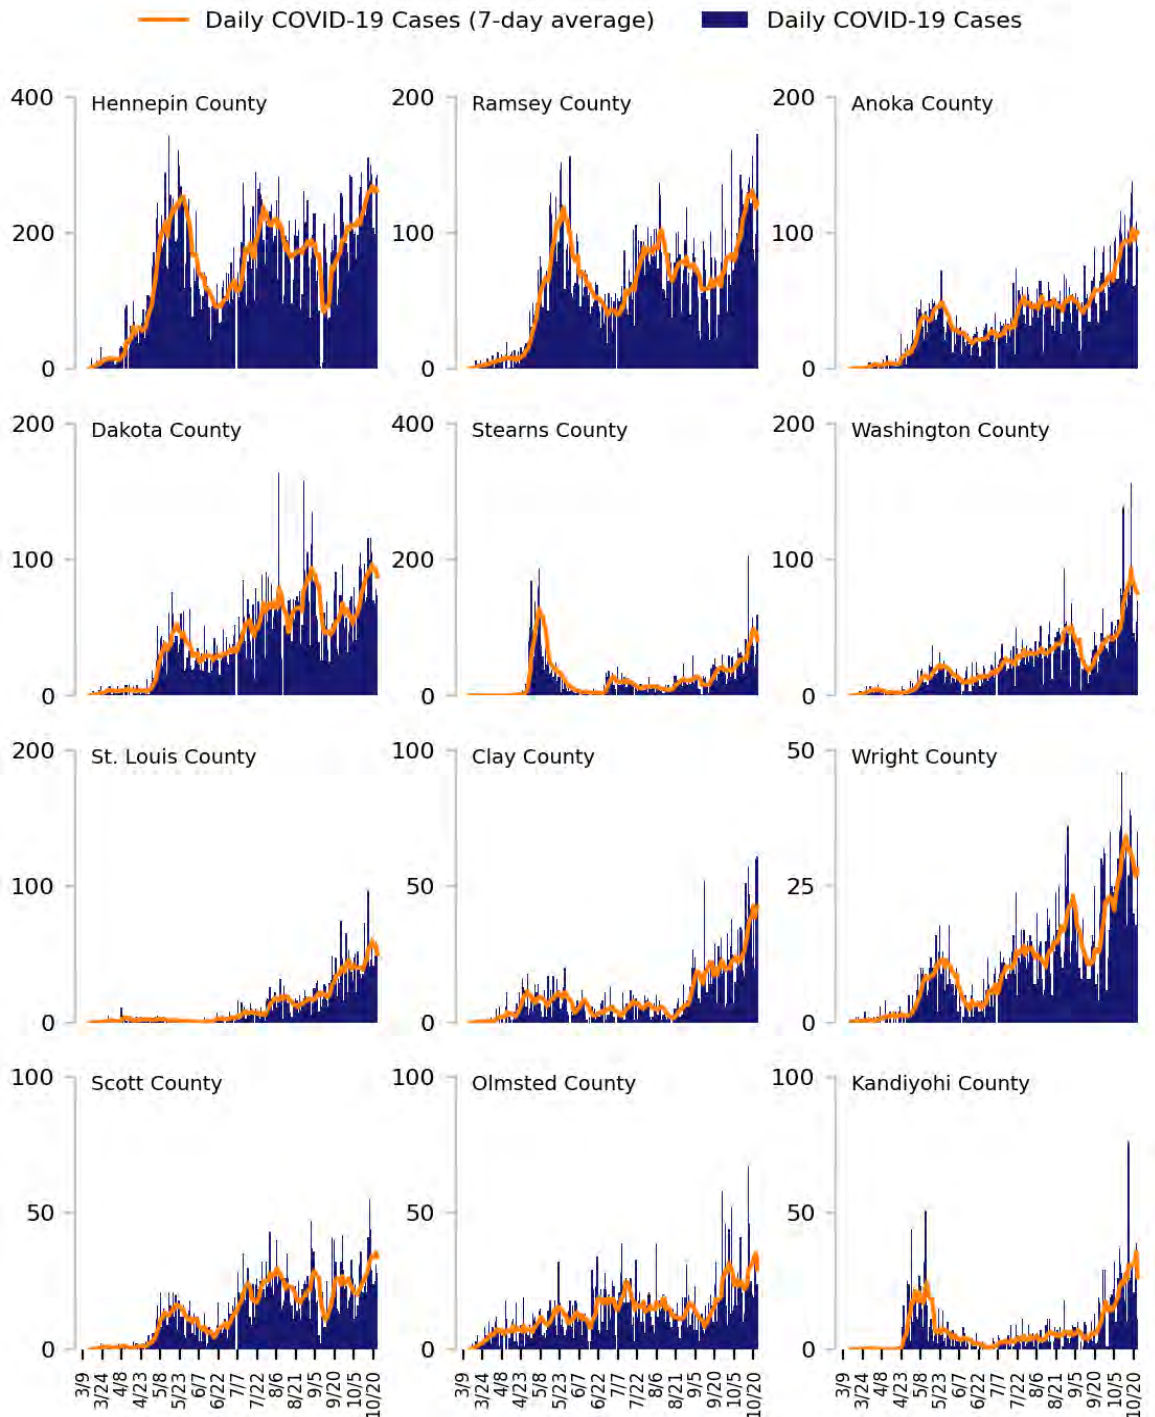 Daily COVID-19 Cases (7-day average) Daily COVID-19 Cases
400 Hennepin County 200 Ramsey County 200 Anoka County
200 100 100
0 0 0
200 Dakota County 400 Stearns County 200 Washington County
100 200 100
0 0 0
200 St. Louis County 100 Clay County 50 Wright County
100 50 25
0 0 0
100 Scott County 100 Olmsted County 100 Kandiyohi County
50 50 50
0 0 0
3/9 3/24 4/8 4/23 5/8 5/23 6/7 6/22 7/7 7/22 8/6 8/21 9/5 9/20 10/5 10/20 3/9 3/24 4/8 4/23 5/8 5/23 6/7 6/22 7/7 7/22 8/6 8/21 9/5 9/20 10/5 10/20 3/9 3/24 4/8 4/23 5/8 5/23 6/7 6/22 7/7 7/22 8/6 8/21 9/5 9/20 10/5 10/20